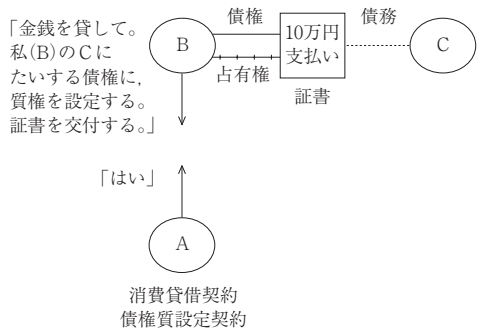 「金銭を貸して。
私(B)のCに
たいする債権に,
質権を設定する。
証書を交付する。」
B
債権
占有権
10万円
支払い
証書
債務
C
「はい」
A
消費貸借契約
債権質設定契約